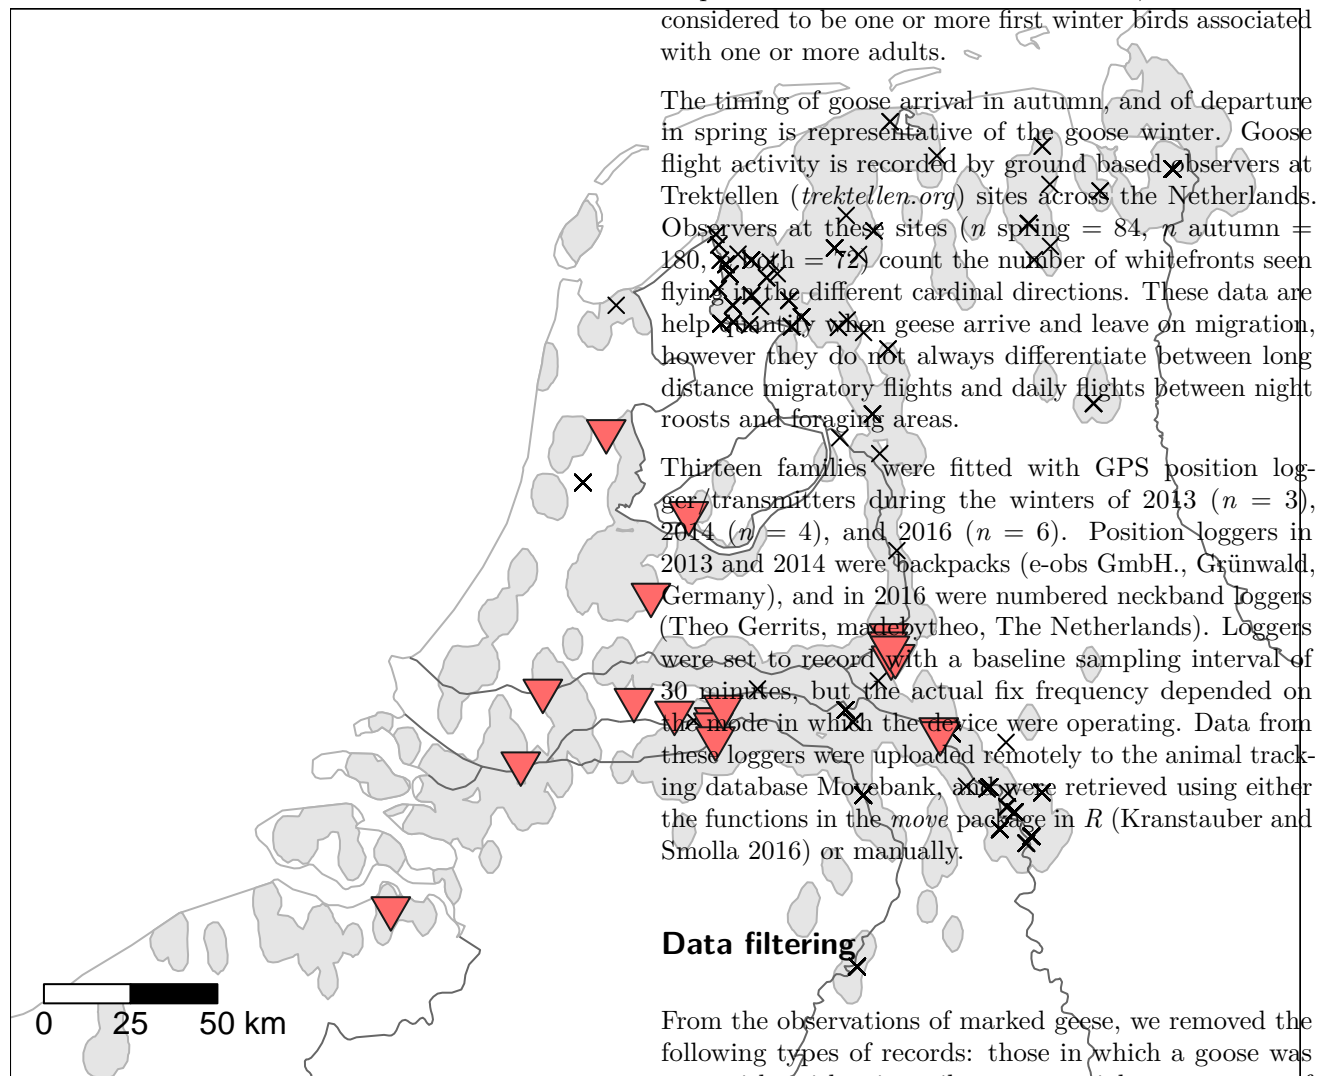 considered to be one or more first winter birds associated
with one or more adults.
The timing of goose arrival in autumn, and of departure
in spring is representative of the goose winter. Goose
flight activity is recorded by ground based observers at
Trektellen (trektellen.org) sites across the Netherlands.
Observers at these sites (n spring = 84, n autumn =
180, n both = 72) count the number of whitefronts seen
flying in the different cardinal directions. These data are
help quantify when geese arrive and leave on migration,
however they do not always differentiate between long
distance migratory flights and daily flights between night
roosts and foraging areas.
Thirteen families were fitted with GPS position log-
ger/transmitters during the winters of 2013 (n = 3),
2014 (n = 4), and 2016 (n = 6). Position loggers in
2013 and 2014 were backpacks (e-obs GmbH., Grünwald,
Germany), and in 2016 were numbered neckband loggers
(Theo Gerrits, madebytheo, The Netherlands). Loggers
were set to record with a baseline sampling interval of
30 minutes, but the actual fix frequency depended on
the mode in which the device were operating. Data from
these loggers were uploaded remotely to the animal track-
ing database Movebank, and were retrieved using either
the functions in the move package in R (Kranstauber and
Smolla 2016) or manually.
Data filtering
From the observations of marked geese, we removed the
following types of records: those in which a goose was
0 25 50 km